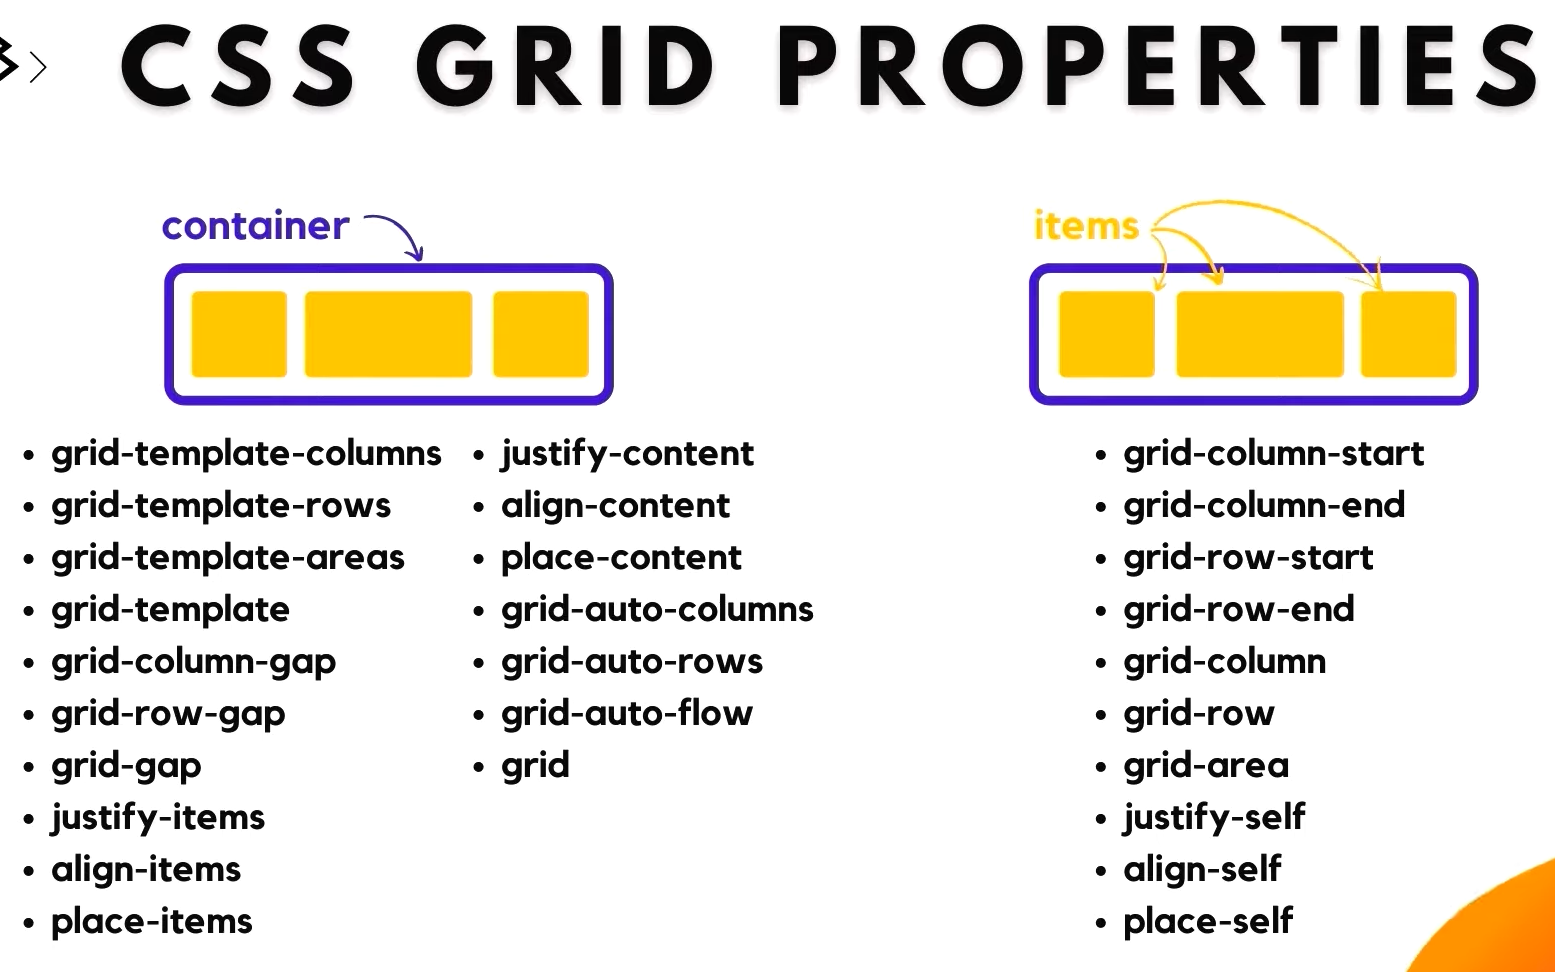 CSS GRID PROPERTIES
container
• grid-template-columns
• grid-template-rows
• grid-template-areas
• grid-template
• grid-column-gap
• grid-row-gap
• grid-gap
• justify-items
• align-items
• place-items
• justify-content
• align-content
• place-content
• grid-auto-columns
• grid-auto-rows
• grid-auto-flow
• grid
items
• grid-column-start
• grid-column-end
• grid-row-start
• grid-row-end
• grid-column
• grid-row
• grid-area
• justify-self
• align-self
• place-self